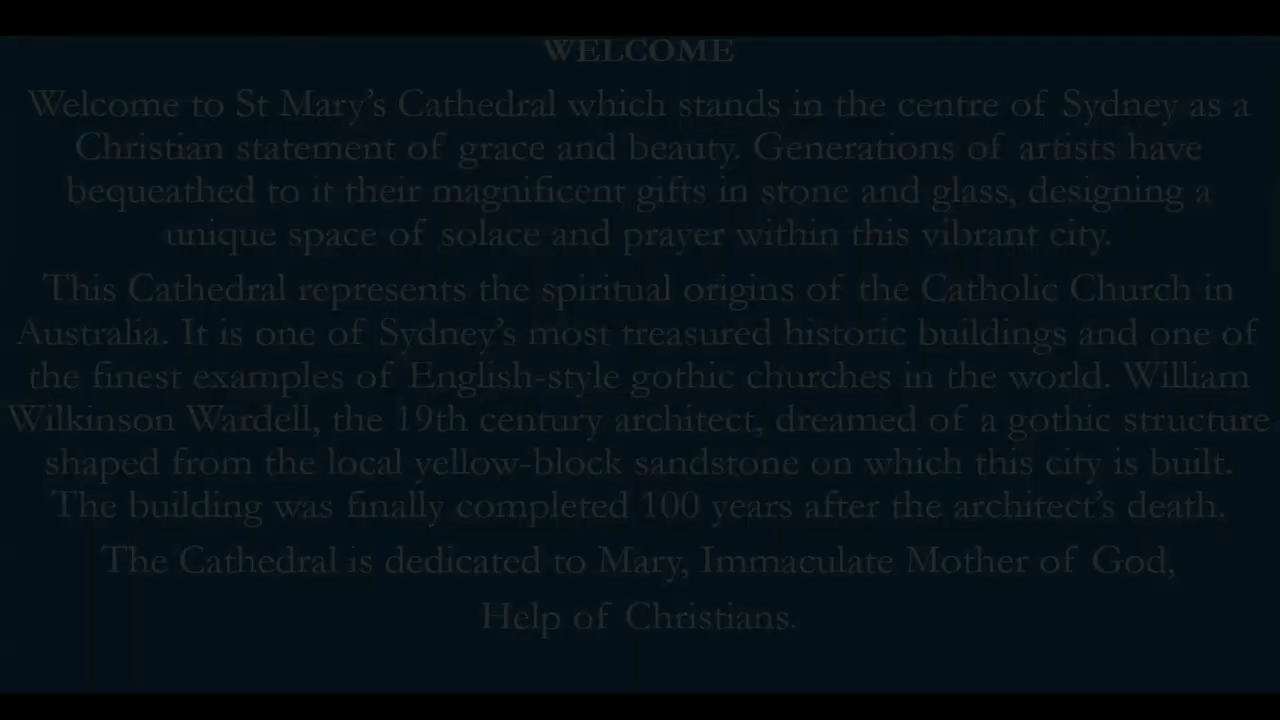 WELCOME
Welcome to St Mary’s Cathedral which stands in the centre of Sydney as a
Christian statement of grace and beauty. Generations of artists have
bequeathed to it their magnificent gifts in stone and glass, designing a
unique space of solace and prayer within this vibrant city.
This Cathedral represents the spiritual origins of the Catholic Church in
Australia. It is one of Sydney’s most treasured historic buildings and one of
the finest examples of English-style gothic churches in the world. William
Wilkinson Wardell, the 19th century architect, dreamed of a gothic structure
shaped from the local yellow-block sandstone on which this city is built.
The building was finally completed 100 years after the architect’s death.
The Cathedral is dedicated to Mary, Immaculate Mother of God,
Help of Christians.